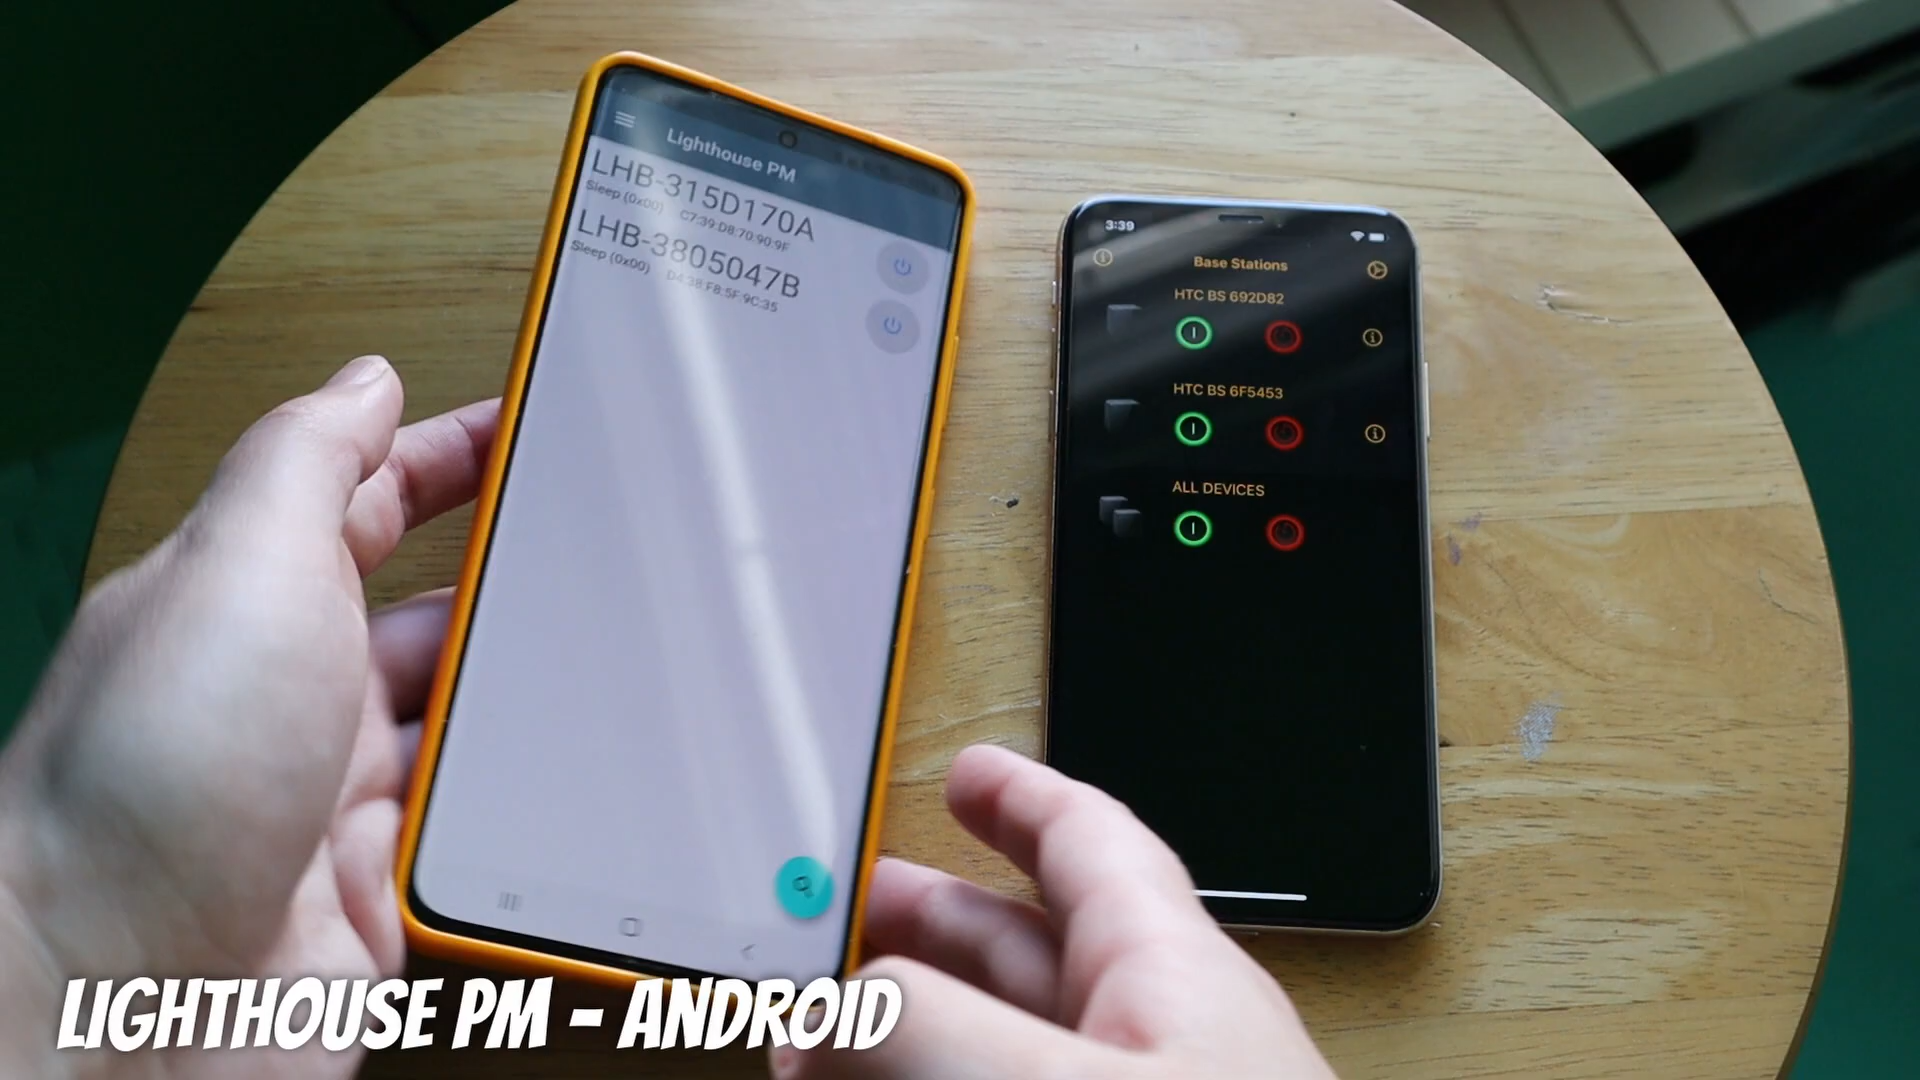 Lighthouse PM
LHB-315D170A
Sleep (0x00) C7:39:D8:70:90:9F
LHB-3805047B
Sleep (0x00) D4:38:F8:5F:9C:35
3:39
Base Stations
HTC BS 692D82
HTC BS 6F5453
ALL DEVICES
LIGHTHOUSE PM - ANDROID